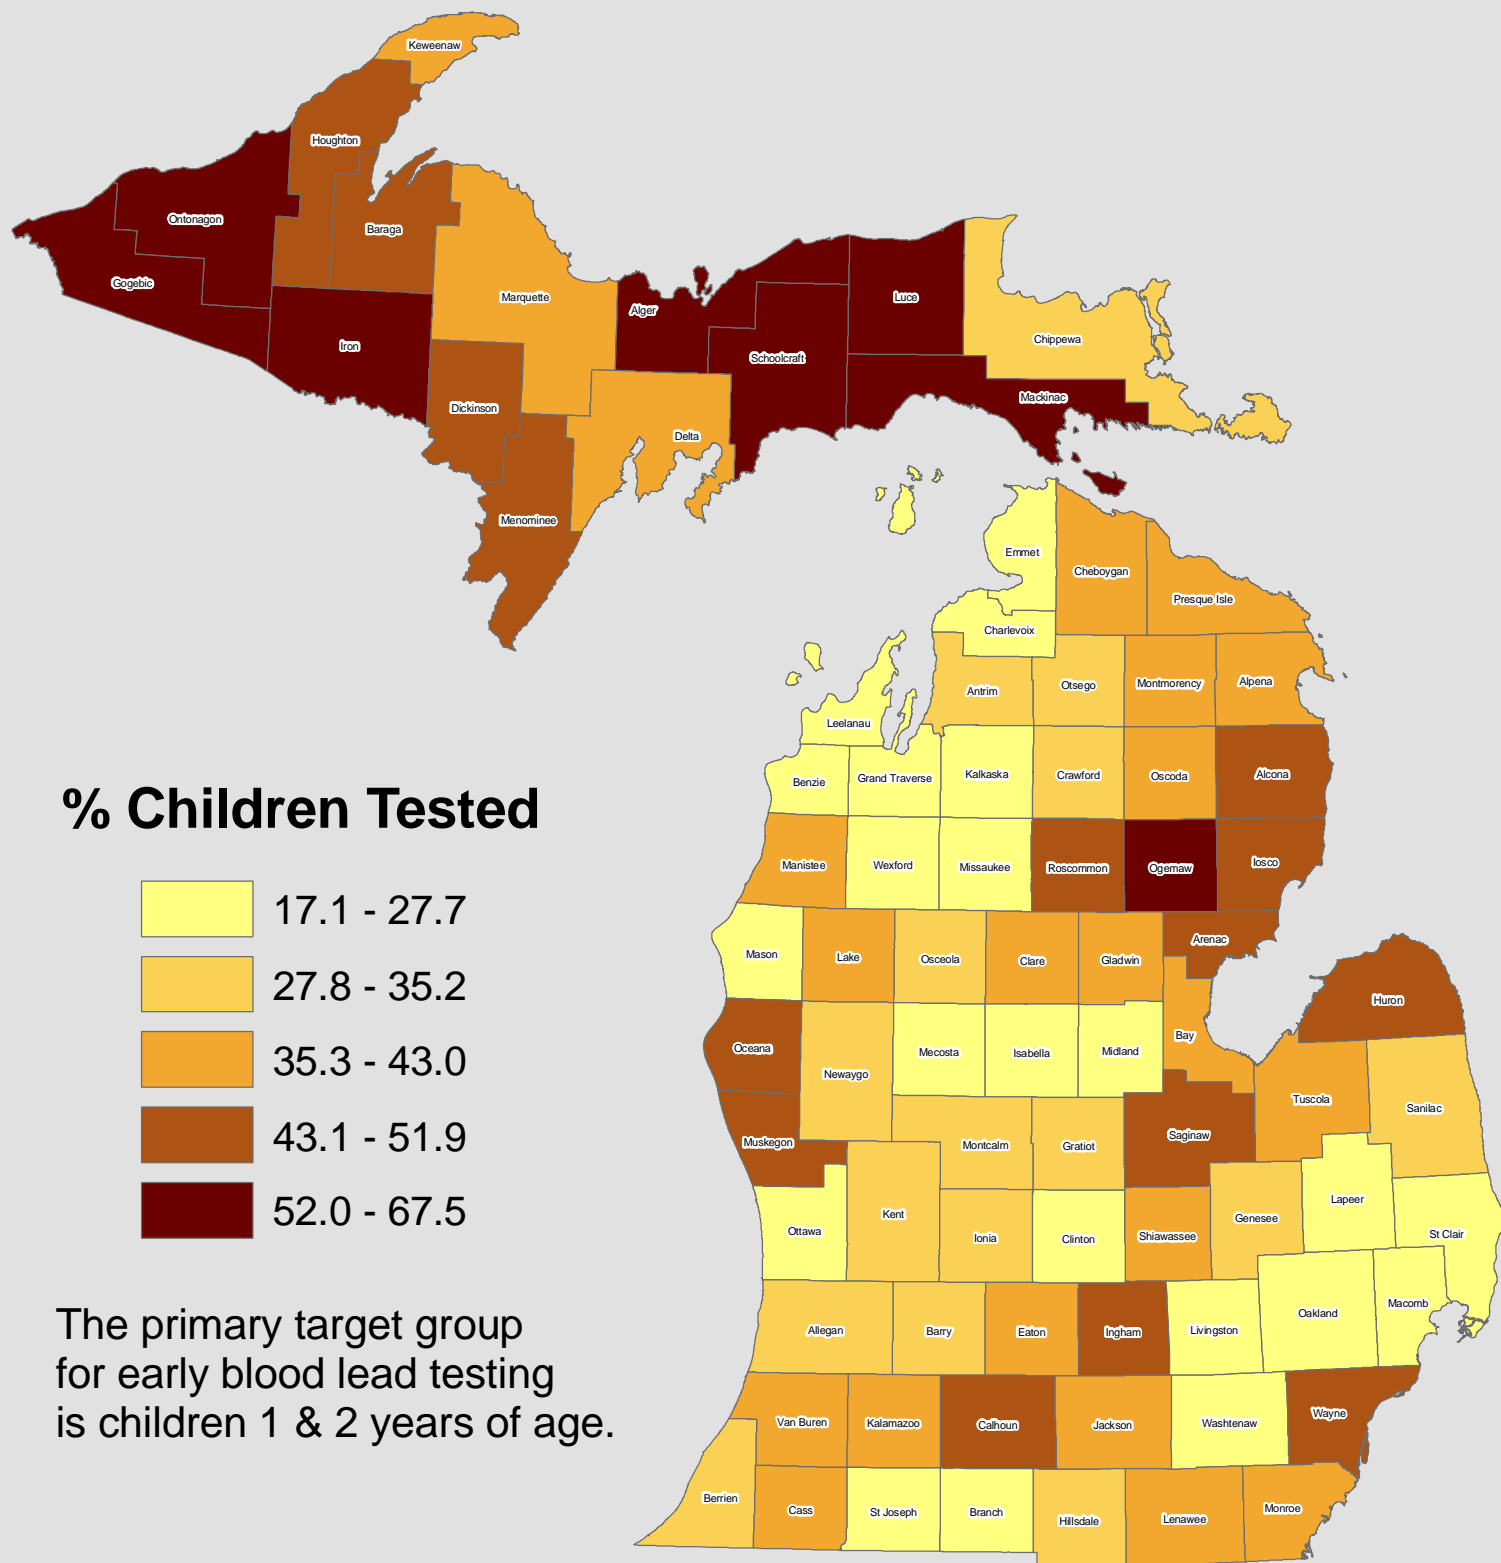 Keweenaw
Houghton
Ontonagon
Baraga
Gogebic
Marquette
Luce
Alger
Chippewa
Iron
Schoolcraft
Mackinac
Dickinson
Delta
Menominee
Emmet
Cheboygan
Presque Isle
Charlevoix
Antrim
Otsego
Montmorency
Alpena
Leelanau
Benzie
Grand Traverse
Kalkaska
Crawford
Oscoda
Alcona
% Children Tested
17.1 - 27.7
27.8 - 35.2
35.3 - 43.0
43.1 - 51.9
52.0 - 67.5
Manistee
Wexford
Missaukee
Roscommon
Ogemaw
Iosco
Mason
Lake
Osceola
Clare
Gladwin
Arenac
Huron
Oceana
Newaygo
Mecosta
Isabella
Midland
Bay
Tuscola
Sanilac
Muskegon
Montcalm
Gratiot
Saginaw
Lapeer
Ottawa
Kent
Ionia
Clinton
Shiawassee
Genesee
St Clair
The primary target group
for early blood lead testing
is children 1 & 2 years of age.
Allegan
Barry
Eaton
Ingham
Livingston
Oakland
Macomb
Van Buren
Kalamazoo
Calhoun
Jackson
Washtenaw
Wayne
Berrien
Cass
St Joseph
Branch
Hillsdale
Lenawee
Monroe